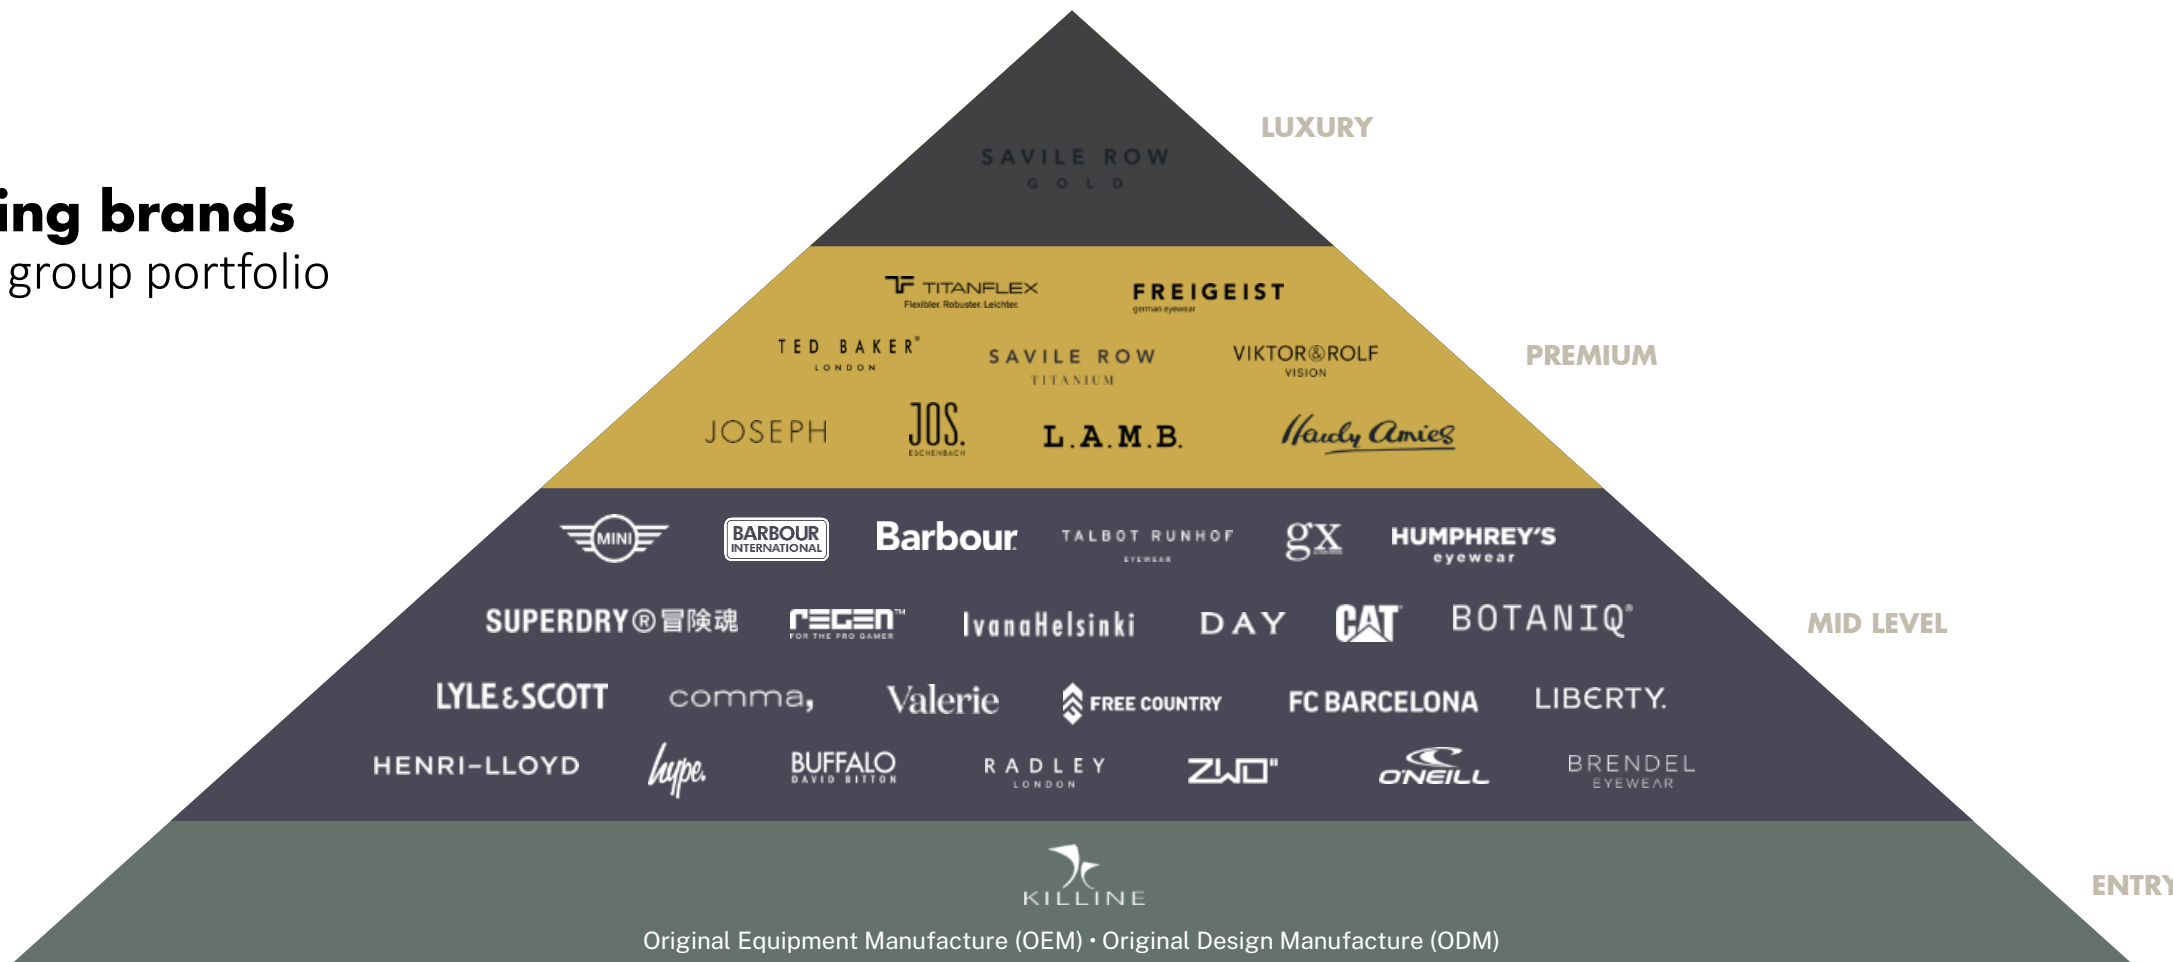 LUXURY
SAVILE ROW
GOLD
ing brands
group portfolio
TITANFLEX
Flexibler. Robuster. Leichter.
FREIGEIST
german eyewear
TED BAKER®
LONDON
SAVILE ROW
TITANIUM
VIKTOR&ROLF
VISION
PREMIUM
JOSEPH
JOS.
ESCHENBACH
L.A.M.B.
Hardy Amies
MINI
BARBOUR
INTERNATIONAL
Barbour
TALBOT RUNHOF
EYEWEAR
gx
HUMPHREY'S
eyewear
SUPERDRY®冒険魂
REGEN™
FOR THE PRO GAMER
IvanaHelsinki
DAY
CAT
BOTANIQ®
MID LEVEL
LYLE & SCOTT
comma,
Valerie
FREE COUNTRY
FC BARCELONA
LIBERTY.
HENRI-LLOYD
hype.
BUFFALO
DAVID BITTON
RADLEY
LONDON
ZWO"
O'NEILL
BRENDEL
EYEWEAR
KILLINE
ENTRY
Original Equipment Manufacture (OEM) • Original Design Manufacture (ODM)